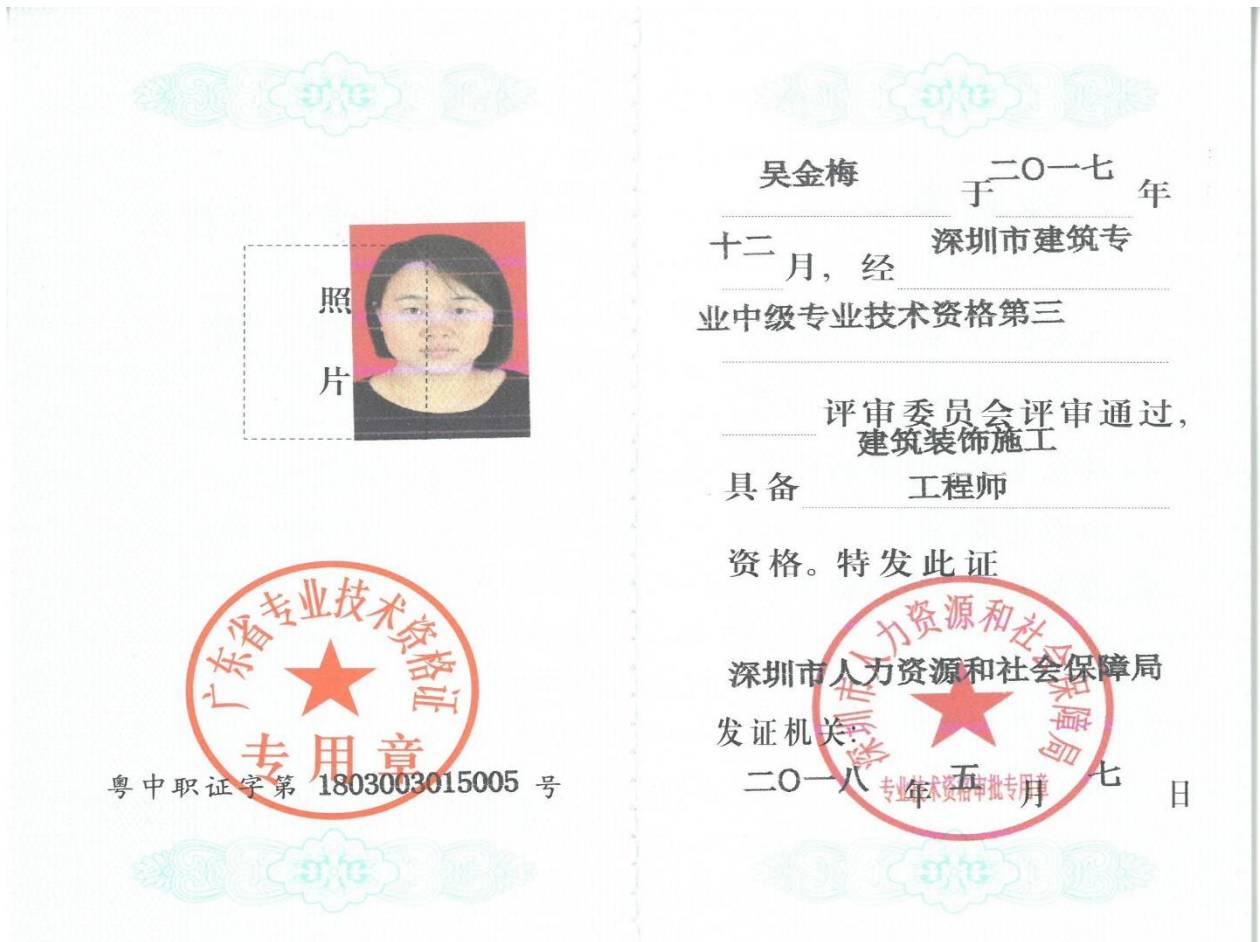 照
片
广东省专业技术资格证
专用章
粤中职证字第 1803003015005 号
吴金梅 于 二〇一七 年
十二月，经 深圳市建筑专
业中级专业技术资格第三
评审委员会评审通过，
建筑装饰施工
具备 工程师
资格。特发此证
深圳市人力资源和社会保障局
深圳市人力资源和社会保障局
发证机关：
二〇一八 年 五 月 七 日
专业技术资格审批专用章